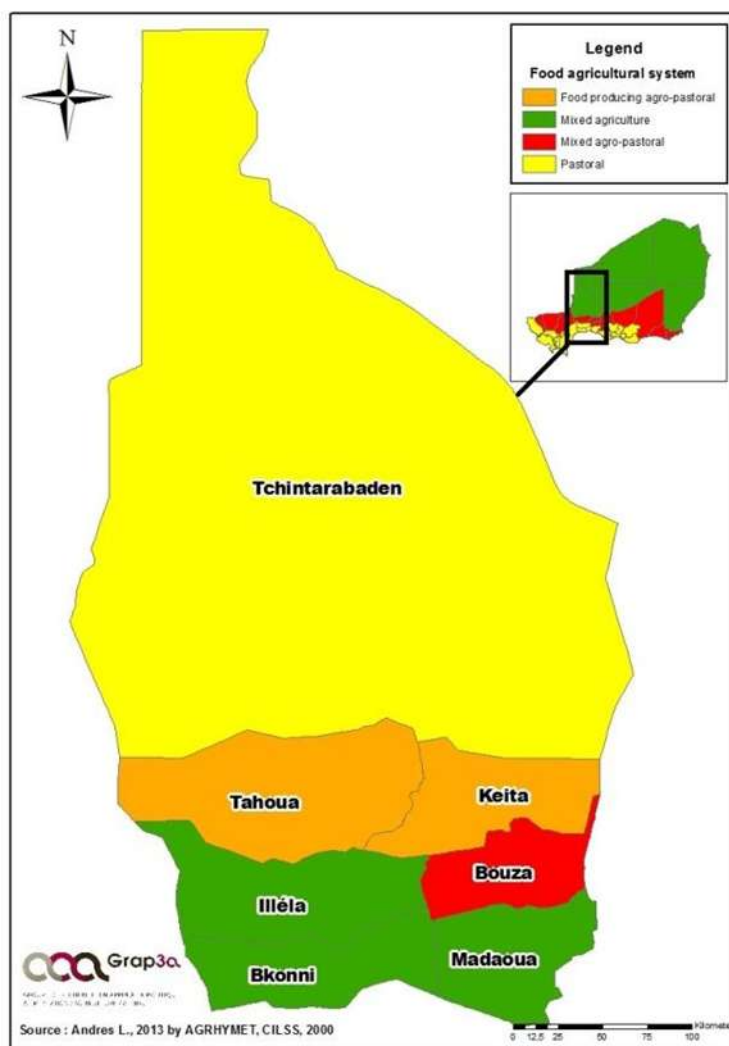 N
Legend
Food agricultural system
Food producing agro-pastoral
Mixed agriculture
Mixed agro-pastoral
Pastoral
Tchintarabaden
Tahoua
Keita
Bouza
Illéla
Madaoua
Bkonni
Grap3a
Source : Andres L., 2013 by AGRHYMET, CILSS, 2000
Kilomete
0 12.5 25 50 75 100